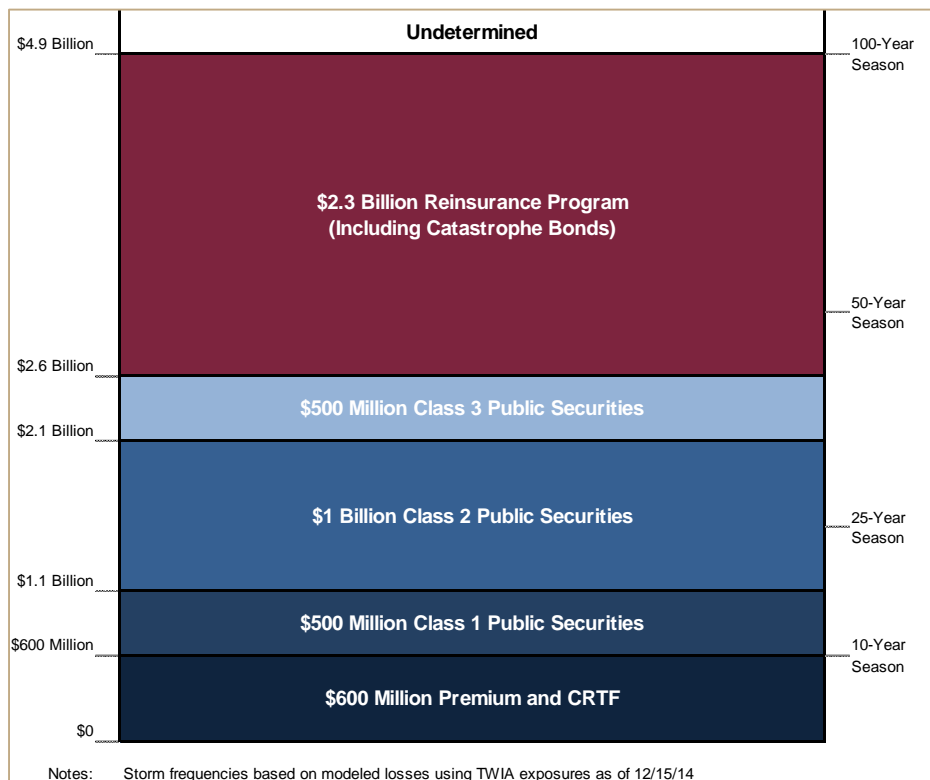 Undetermined
$4.9 Billion
100-Year
Season
$2.3 Billion Reinsurance Program
(Including Catastrophe Bonds)
50-Year
Season
$2.6 Billion
$500 Million Class 3 Public Securities
$2.1 Billion
$1 Billion Class 2 Public Securities
25-Year
Season
$1.1 Billion
$500 Million Class 1 Public Securities
$600 Million
10-Year
Season
$600 Million Premium and CRTF
$0
Notes: Storm frequencies based on modeled losses using TWIA exposures as of 12/15/14